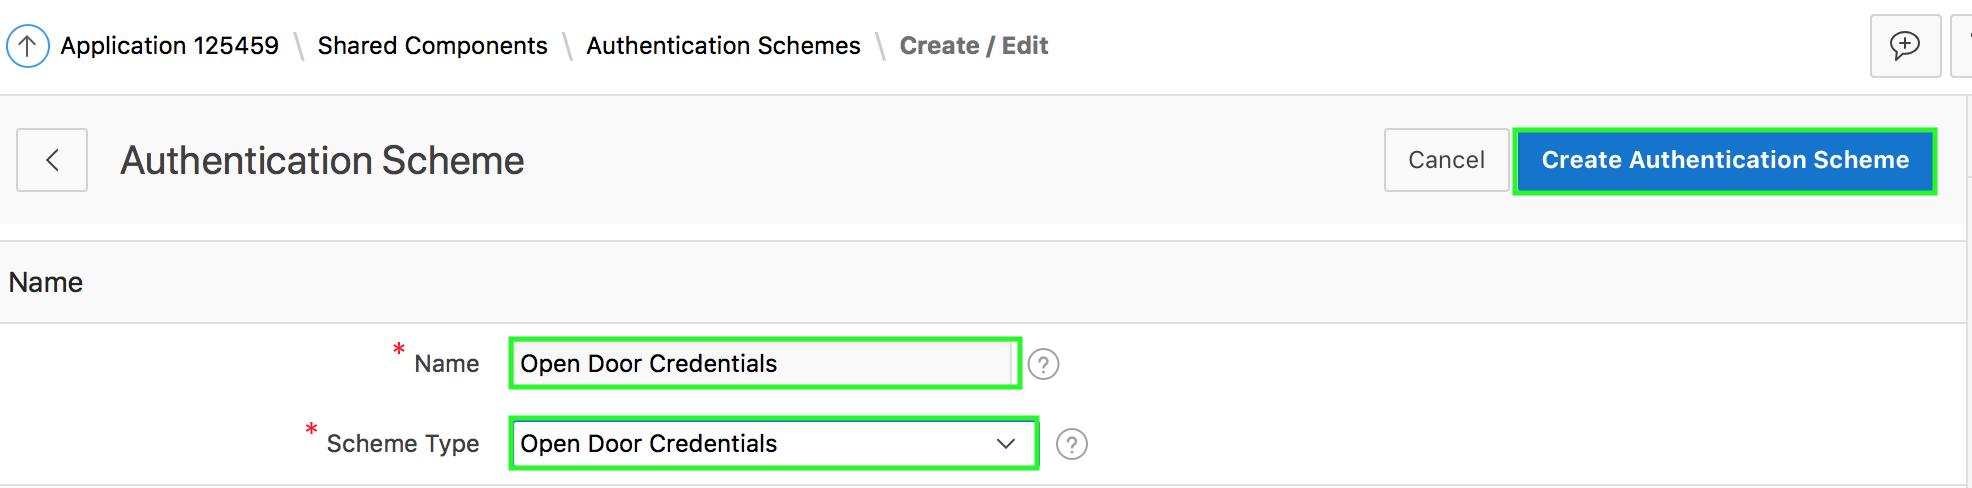 Application 125459 \ Shared Components \ Authentication Schemes \ Create / Edit
Authentication Scheme
Cancel
Create Authentication Scheme
Name
* Name Open Door Credentials ?
* Scheme Type Open Door Credentials ?